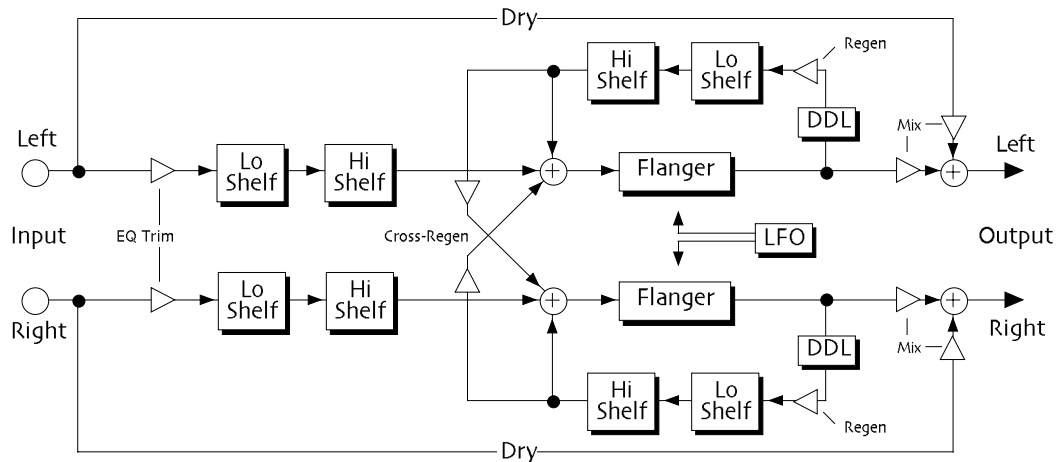 Dry
Regen
Hi
Shelf
Lo
Shelf
DDL
Mix
Left
Left
Lo
Shelf
Hi
Shelf
+
Flanger
+
Input
EQ Trim
Cross-Regen
LFO
Output
Lo
Shelf
Hi
Shelf
+
Flanger
+
Right
Right
DDL
Mix
Hi
Shelf
Lo
Shelf
Regen
Dry